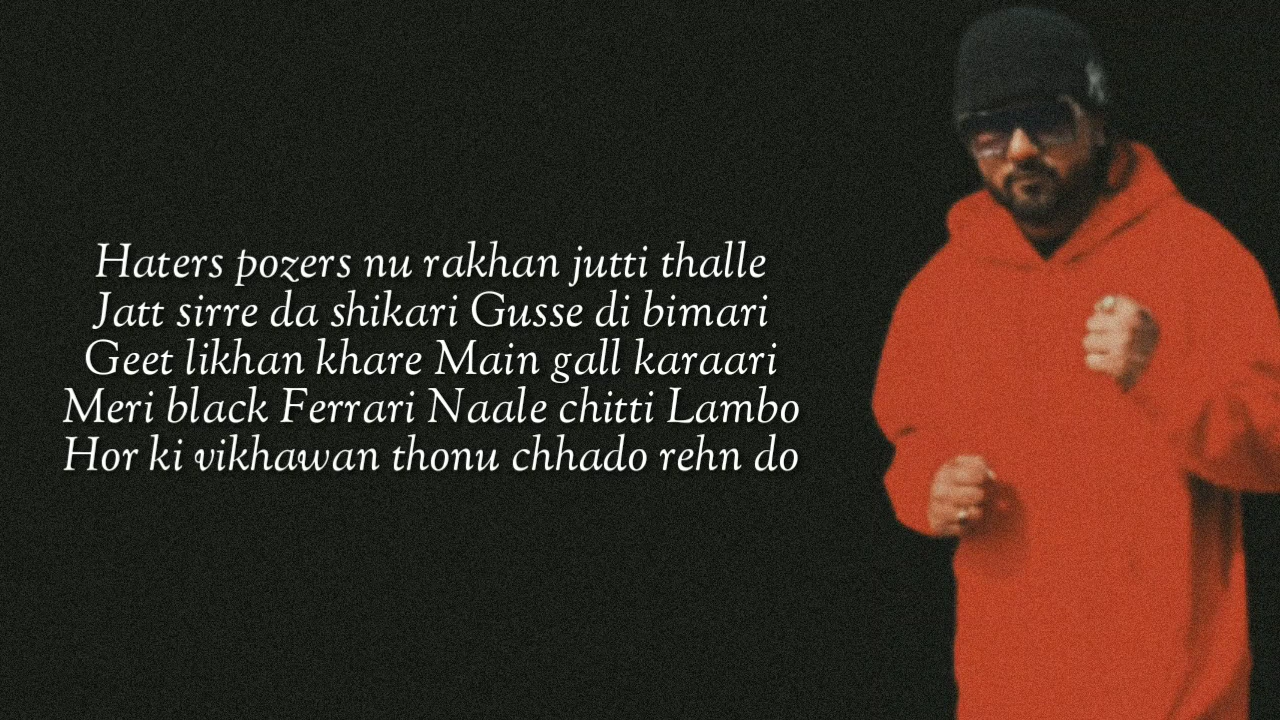 Haters pozers nu rakhan jutti thalle
Jatt sirre da shikari Gusse di bimari
Geet likhan khare Main gall karaari
Meri black Ferrari Naale chitti Lambo
Hor ki vikhawan thonu chhado rehn do